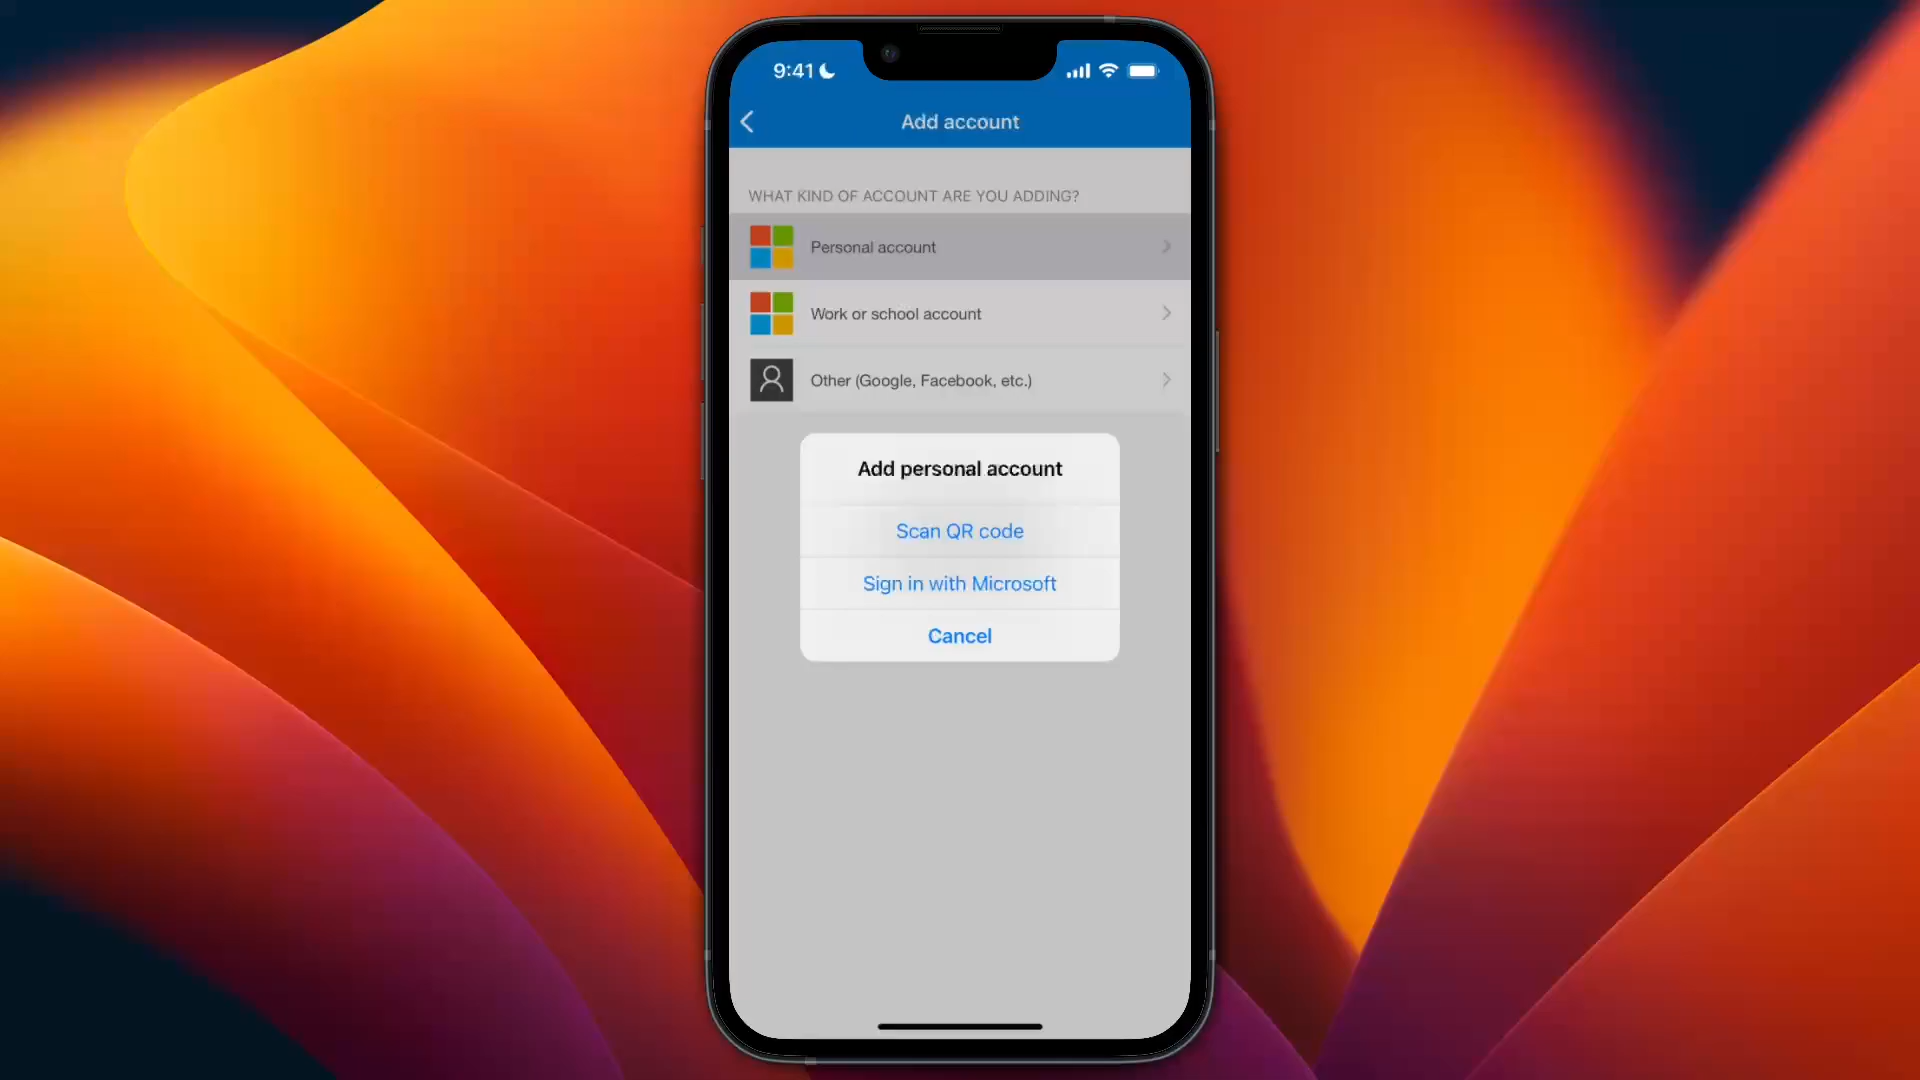 9:41
Add account
WHAT KIND OF ACCOUNT ARE YOU ADDING?
Personal account
Work or school account
Other (Google, Facebook, etc.)
Add personal account
Scan QR code
Sign in with Microsoft
Cancel